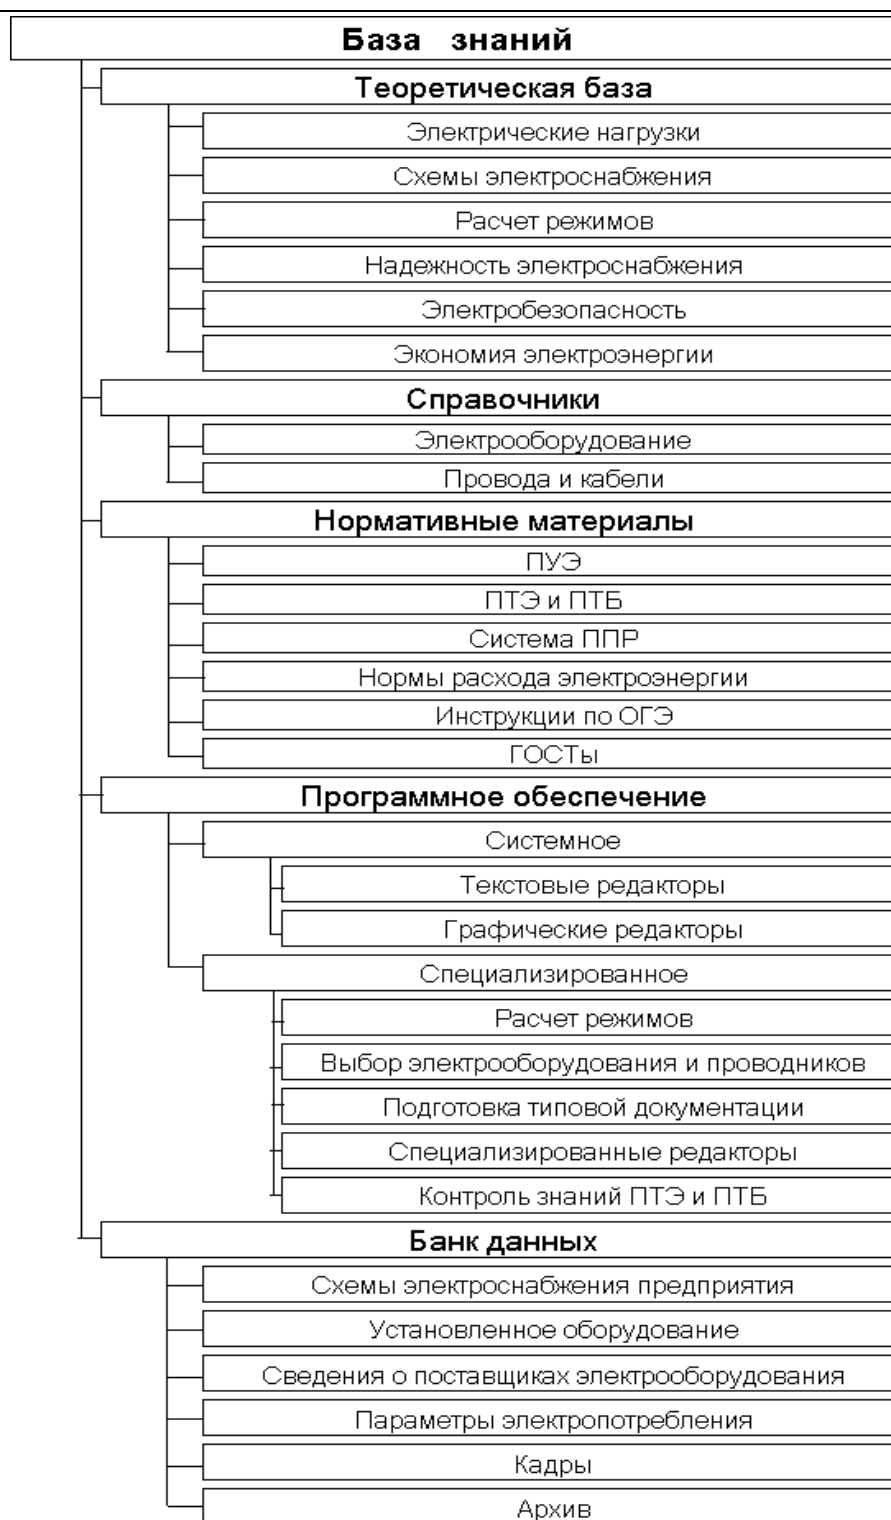 База знаний
Теоретическая база
Электрические нагрузки
Схемы электроснабжения
Расчет режимов
Надежность электроснабжения
Электробезопасность
Экономия электроэнергии
Справочники
Электрооборудование
Провода и кабели
Нормативные материалы
ПУЭ
ПТЭ и ПТБ
Система ППР
Нормы расхода электроэнергии
Инструкции по ОГЭ
ГОСТы
Программное обеспечение
Системное
Текстовые редакторы
Графические редакторы
Специализированное
Расчет режимов
Выбор электрооборудования и проводников
Подготовка типовой документации
Специализированные редакторы
Контроль знаний ПТЭ и ПТБ
Банк данных
Схемы электроснабжения предприятия
Установленное оборудование
Сведения о поставщиках электрооборудования
Параметры электропотребления
Кадры
Архив